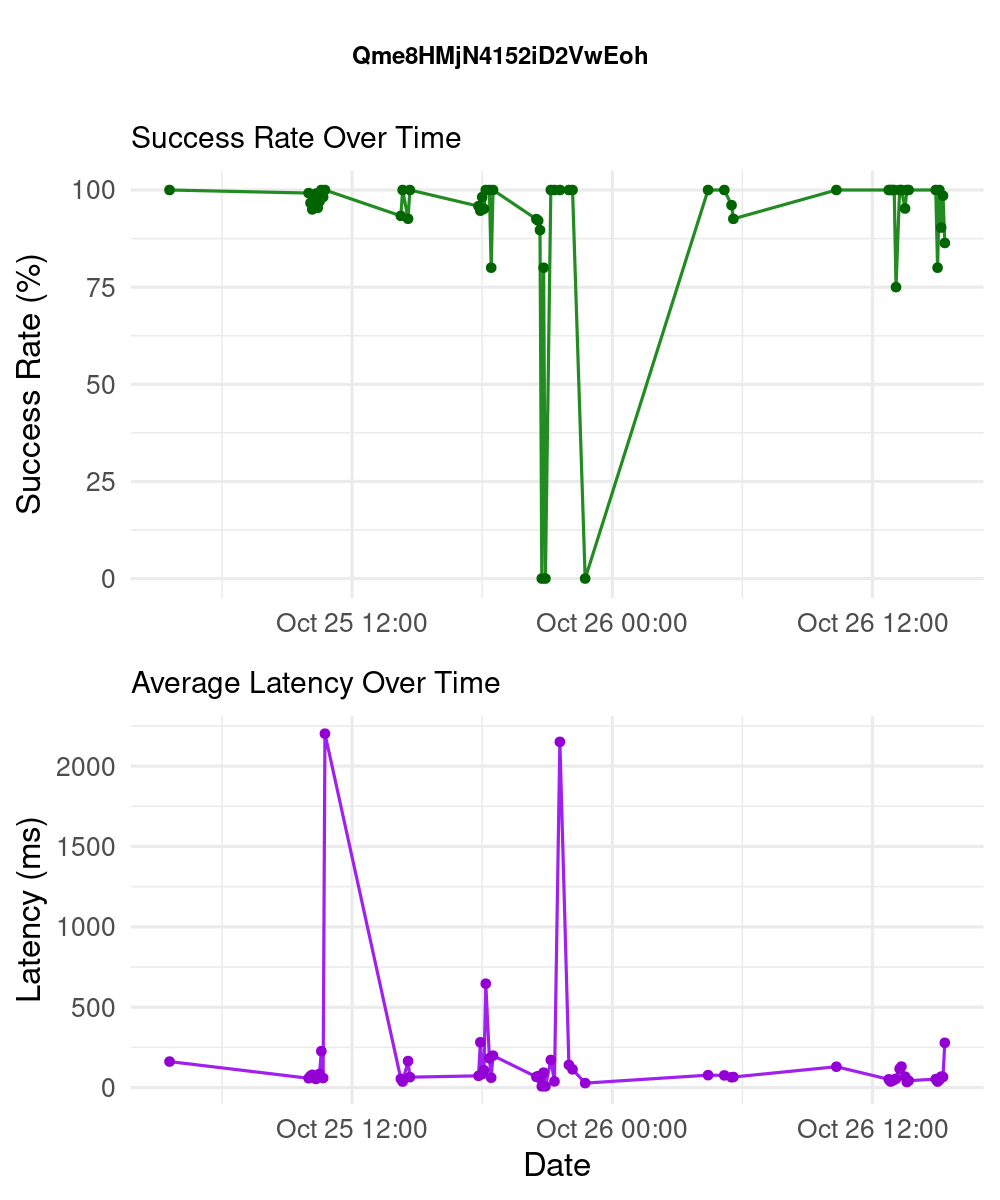 Qme8HMjN4152iD2VwEoh
Success Rate Over Time
Success Rate (%)
100
75
50
25
0
Oct 25 12:00 Oct 26 00:00 Oct 26 12:00
Average Latency Over Time
Latency (ms)
2000
1500
1000
500
0
Oct 25 12:00 Oct 26 00:00 Oct 26 12:00
Date